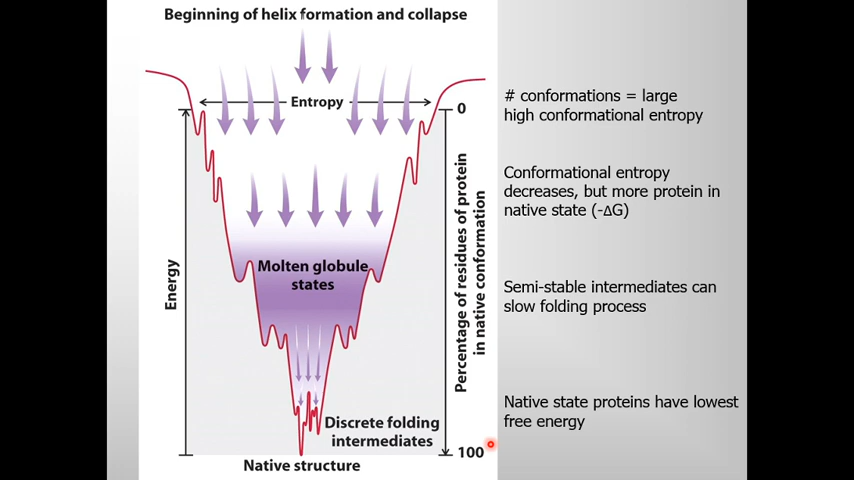 Beginning of helix formation and collapse
Entropy
0
# conformations = large
high conformational entropy
Conformational entropy
decreases, but more protein in
native state (-ΔG)
Energy
Percentage of residues of protein
in native conformation
Molten globule
states
Semi-stable intermediates can
slow folding process
Native state proteins have lowest
free energy
Discrete folding
intermediates
100
Native structure